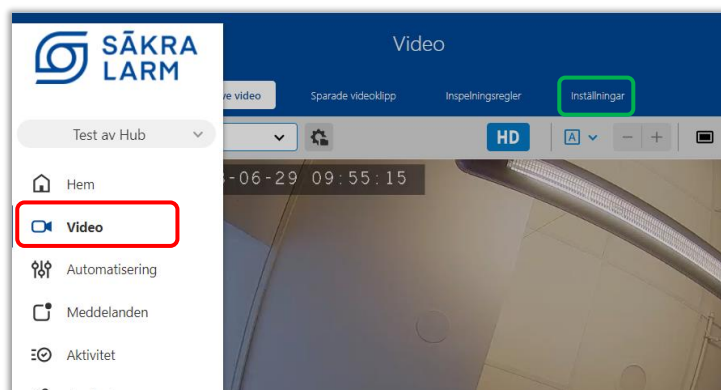 SÄKRA
LARM
Video
ve video
Sparade videoklipp
Inspelningsregler
Inställningar
Test av Hub
HD
A
-06-29 09:55:15
Hem
Video
Automatisering
Meddelanden
Aktivitet